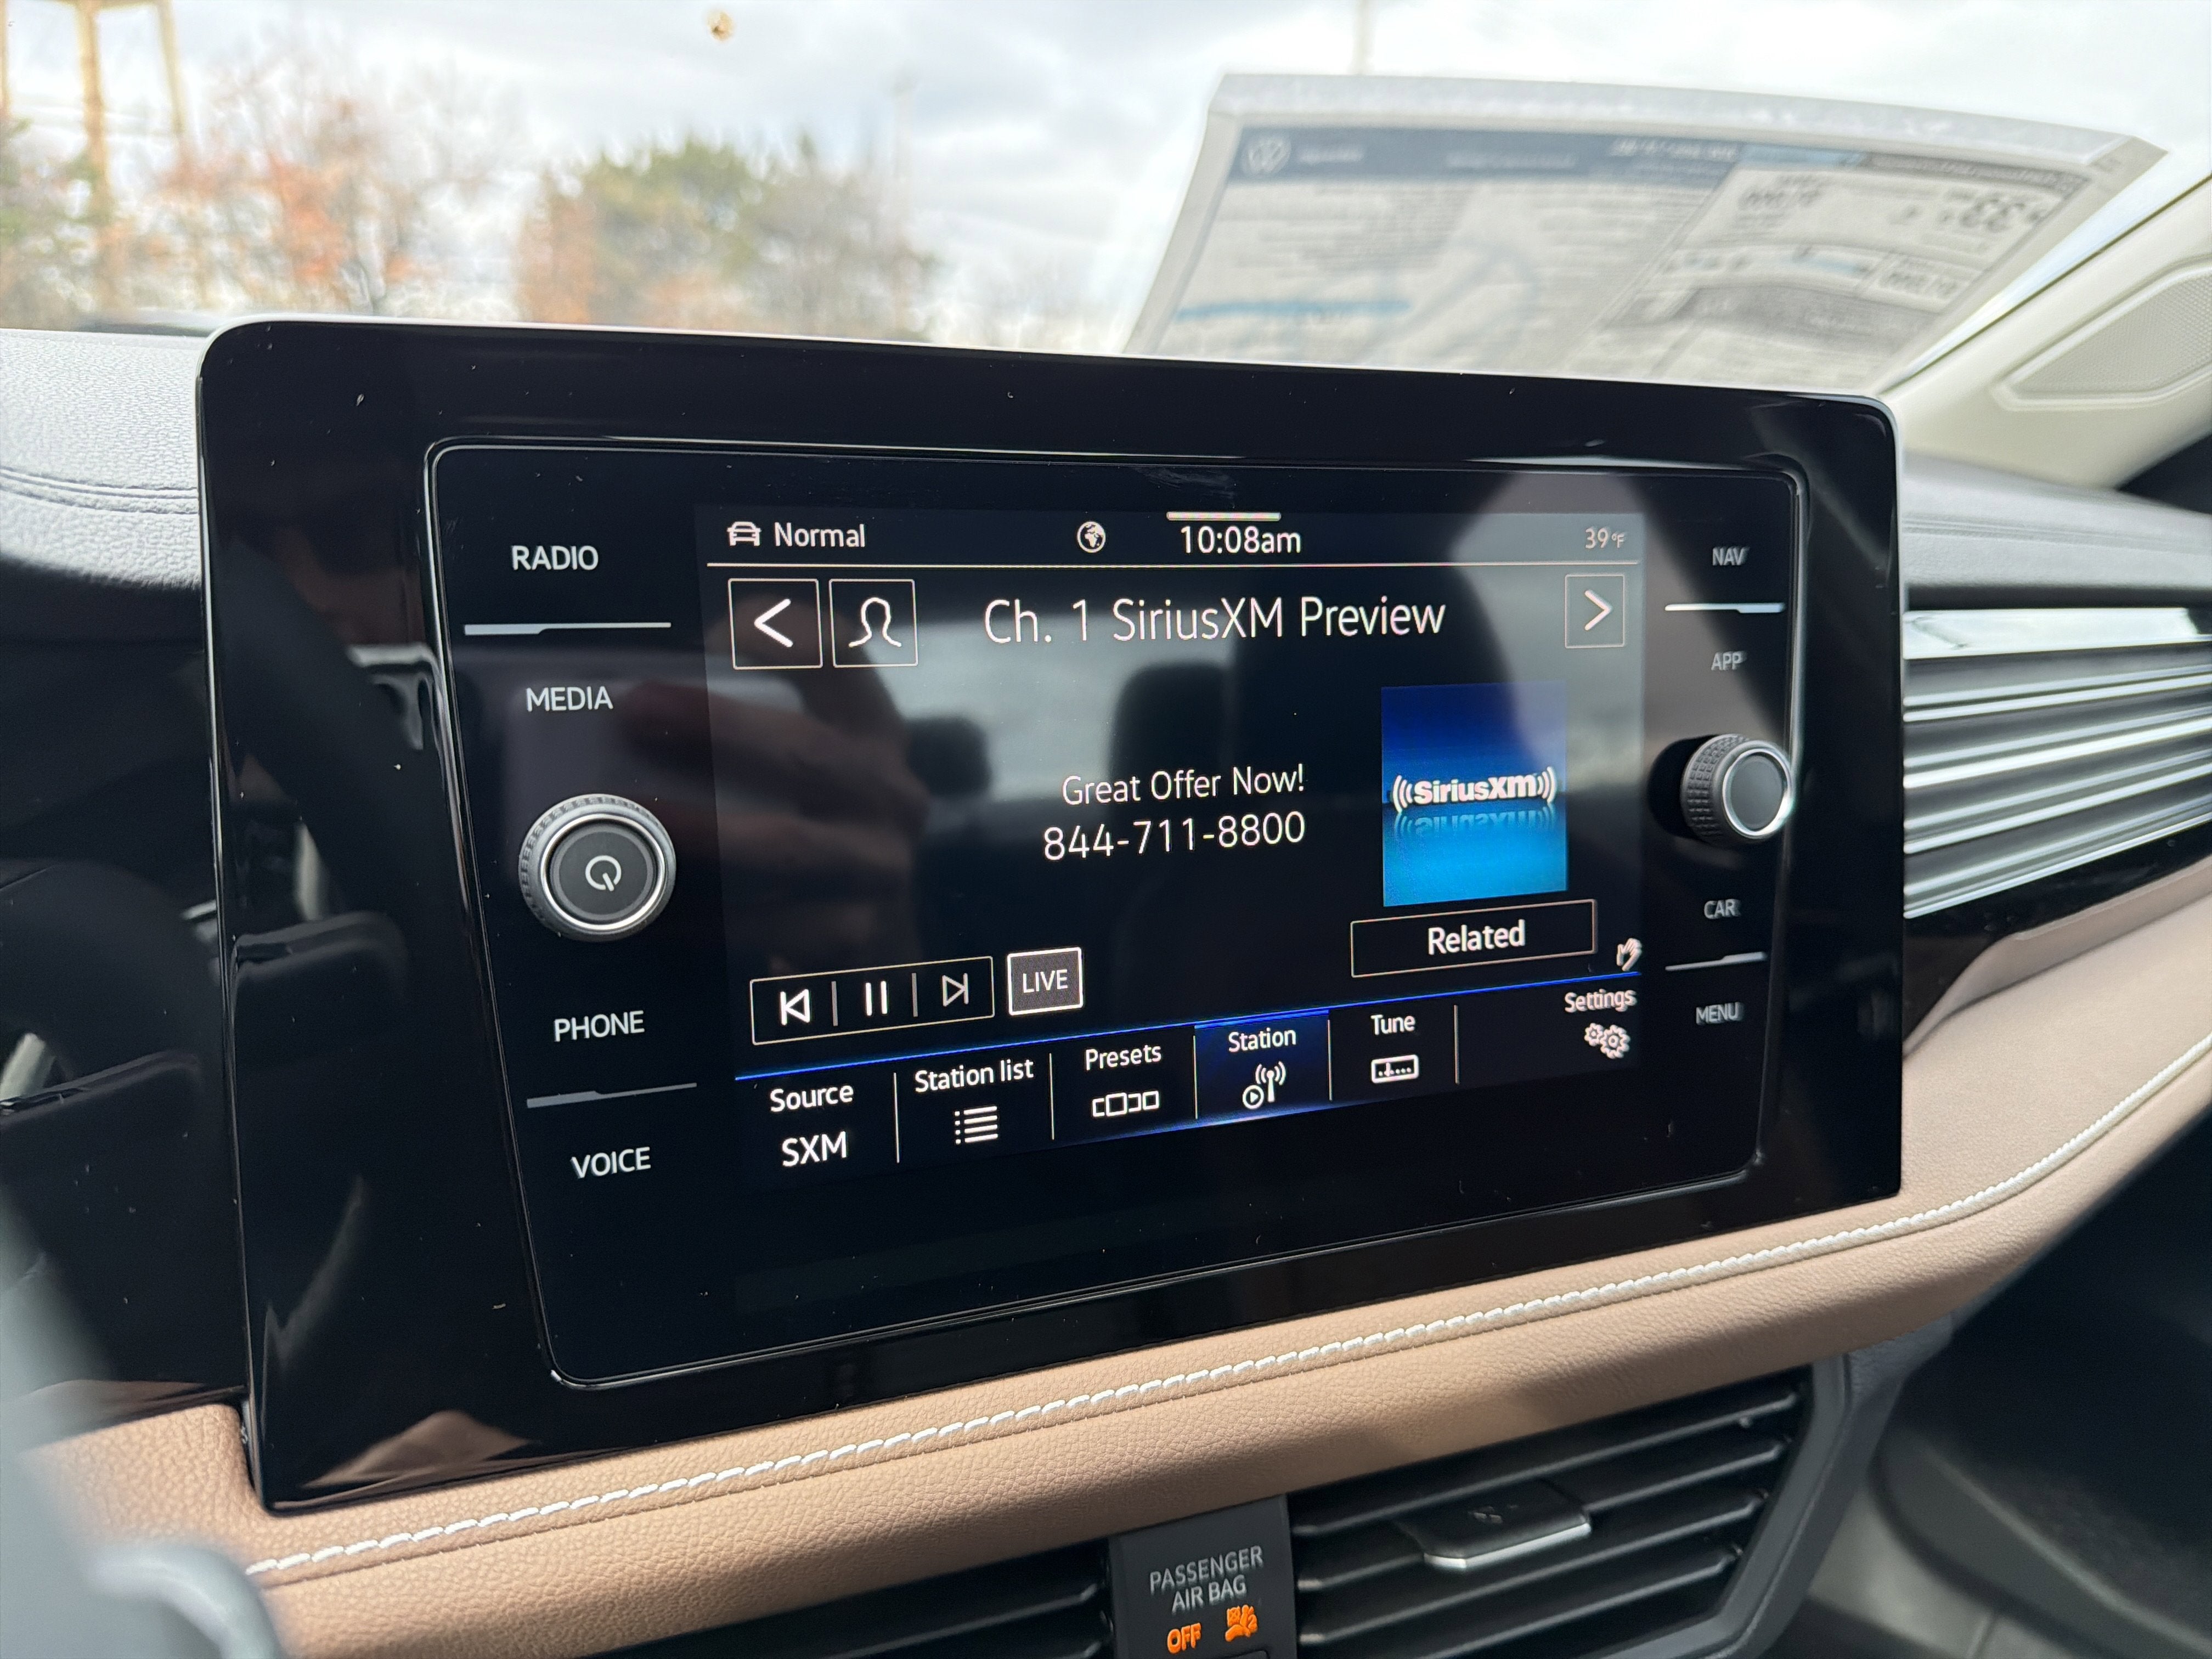 RADIO
MEDIA
PHONE
VOICE
Normal
10:08am
39°F
Ch. 1 SiriusXM Preview
Great Offer Now!
844-711-8800
((SiriusXM))
Related
LIVE
Source
SXM
Station list
Presets
Station
Tune
Settings
NAV
APP
CAR
MENU
PASSENGER
AIR BAG
OFF